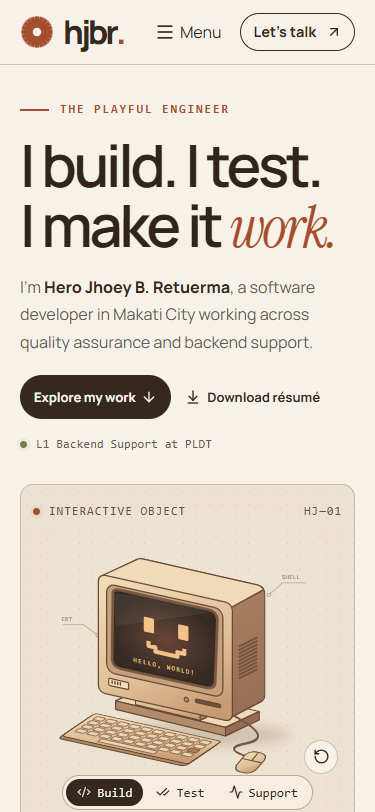 hjbr.
Menu
Let's talk
THE PLAYFUL ENGINEER
I build. I test.
I make it work.
I'm Hero Jhoey B. Retuerma, a software
developer in Makati City working across
quality assurance and backend support.
Explore my work
Download résumé
L1 Backend Support at PLDT
INTERACTIVE OBJECT
HJ—01
SHELL
CRT
HELLO, WORLD!
Build
Test
Support